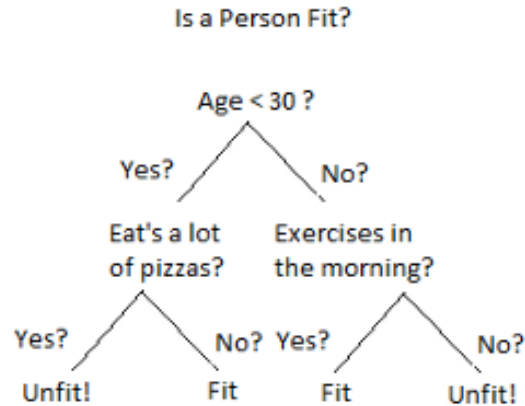 Is a Person Fit?
Age < 30 ?
Yes?
No?
Eat's a lot
of pizzas?
Exercises in
the morning?
Yes?
No?
Yes?
No?
Unfit!
Fit
Fit
Unfit!